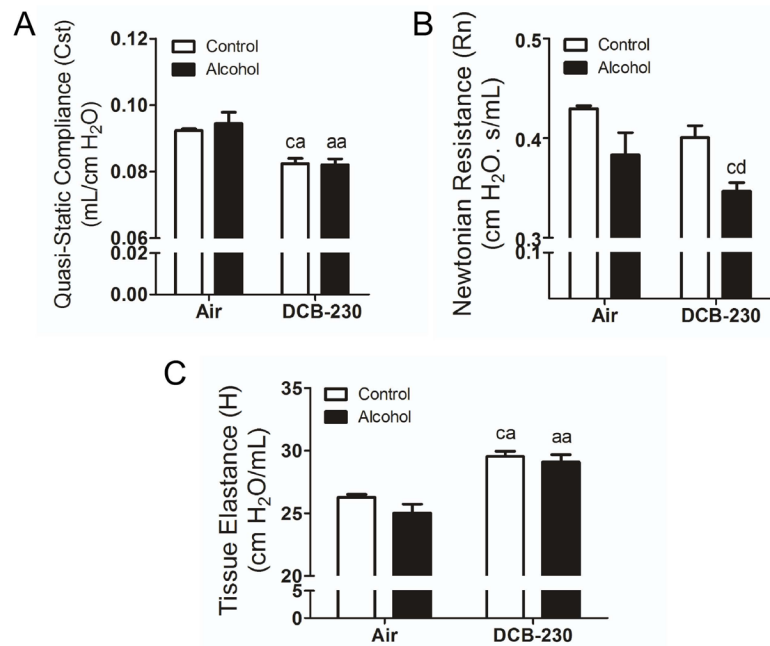 A
Quasi-Static Compliance (Cst)
(mL/cm H₂O)
0.12
0.10
0.08
0.06
0.02
0.00
Control
Alcohol
ca
aa
Air
DCB-230
B
Newtonian Resistance (Rn)
(cm H₂O. s/mL)
0.5
0.4
0.3
0.1
Control
Alcohol
cd
Air
DCB-230
C
Tissue Elastance (H)
(cm H₂O/mL)
35
30
25
20
5
0
Control
Alcohol
ca
aa
Air
DCB-230